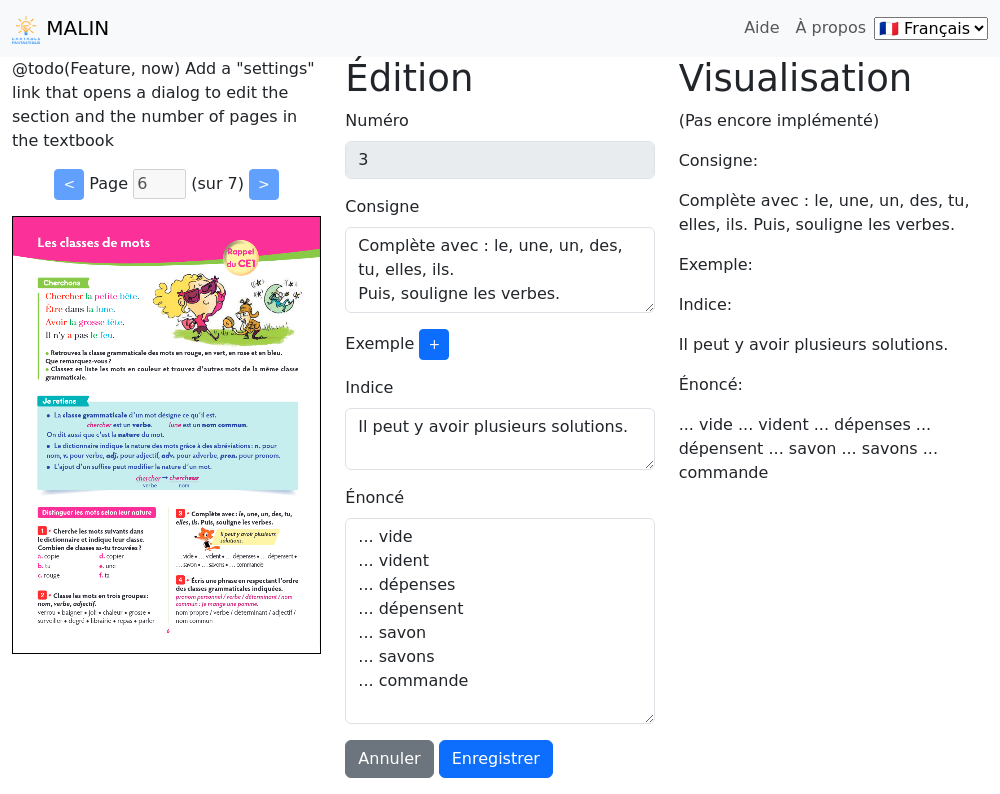 MALIN
Aide
À propos
🇫🇷 Français
@todo(Feature, now) Add a "settings"
link that opens a dialog to edit the
section and the number of pages in
the textbook
< Page 6 (sur 7) >
Les classes de mots
Rappel
du CE1
Cherchons
Chercher la petite bête.
Être dans la lune.
Avoir la grosse tête.
Il n'y a pas le feu.
• Retrouvez la classe grammaticale des mots en rouge, en vert, en rose et en bleu.
Que remarquez-vous ?
• Classez en liste les mots en couleur et trouvez d'autres mots de la même classe
grammaticale.
Je retiens
• La classe grammaticale d'un mot désigne ce qu'il est.
chercher est un verbe. lune est un nom commun.
On dit aussi que c'est la nature du mot.
• Le dictionnaire indique la nature des mots grâce à des abréviations : n. pour
nom, v. pour verbe, adj. pour adjectif, adv. pour adverbe, pron. pour pronom.
• L'ajout d'un suffixe peut modifier la nature d'un mot.
chercher → chercheur
verbe nom
Distinguer les mots selon leur nature
1 * Cherche les mots suivants dans
le dictionnaire et indique leur classe.
Combien de classes as-tu trouvées ?
a. copie d. copier
b. tu e. une
c. rouge f. ta
2 * Classe les mots en trois groupes :
nom, verbe, adjectif.
verrou • baigner • joli • chaleur • grosse •
surveiller • degré • librairie • repas • parler
3 * Complète avec : le, une, un, des, tu,
elles, ils. Puis, souligne les verbes.
Il peut y avoir plusieurs
solutions.
... vide • ... vident • ... dépenses • ... dépensent •
... savon • ... savons • ... commande
4 * Écris une phrase en respectant l'ordre
des classes grammaticales indiquées.
pronom personnel / verbe / déterminant / nom
commun : Je mange une pomme.
nom propre / verbe / déterminant / adjectif /
nom commun
6
Édition
Numéro
3
Consigne
Complète avec : le, une, un, des,
tu, elles, ils.
Puis, souligne les verbes.
Exemple +
Indice
Il peut y avoir plusieurs solutions.
Énoncé
... vide
... vident
... dépenses
... dépensent
... savon
... savons
... commande
Annuler Enregistrer
Visualisation
(Pas encore implémenté)
Consigne:
Complète avec : le, une, un, des, tu,
elles, ils. Puis, souligne les verbes.
Exemple:
Indice:
Il peut y avoir plusieurs solutions.
Énoncé:
... vide ... vident ... dépenses ...
dépensent ... savon ... savons ...
commande